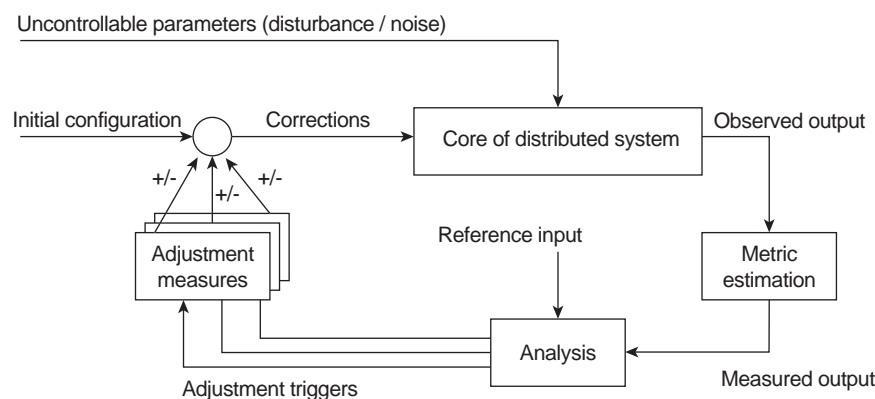 Uncontrollable parameters (disturbance / noise)
Initial configuration
Corrections
Core of distributed system
Observed output
+/-
+/-
+/-
Reference input
Adjustment
measures
Metric
estimation
Analysis
Adjustment triggers
Measured output